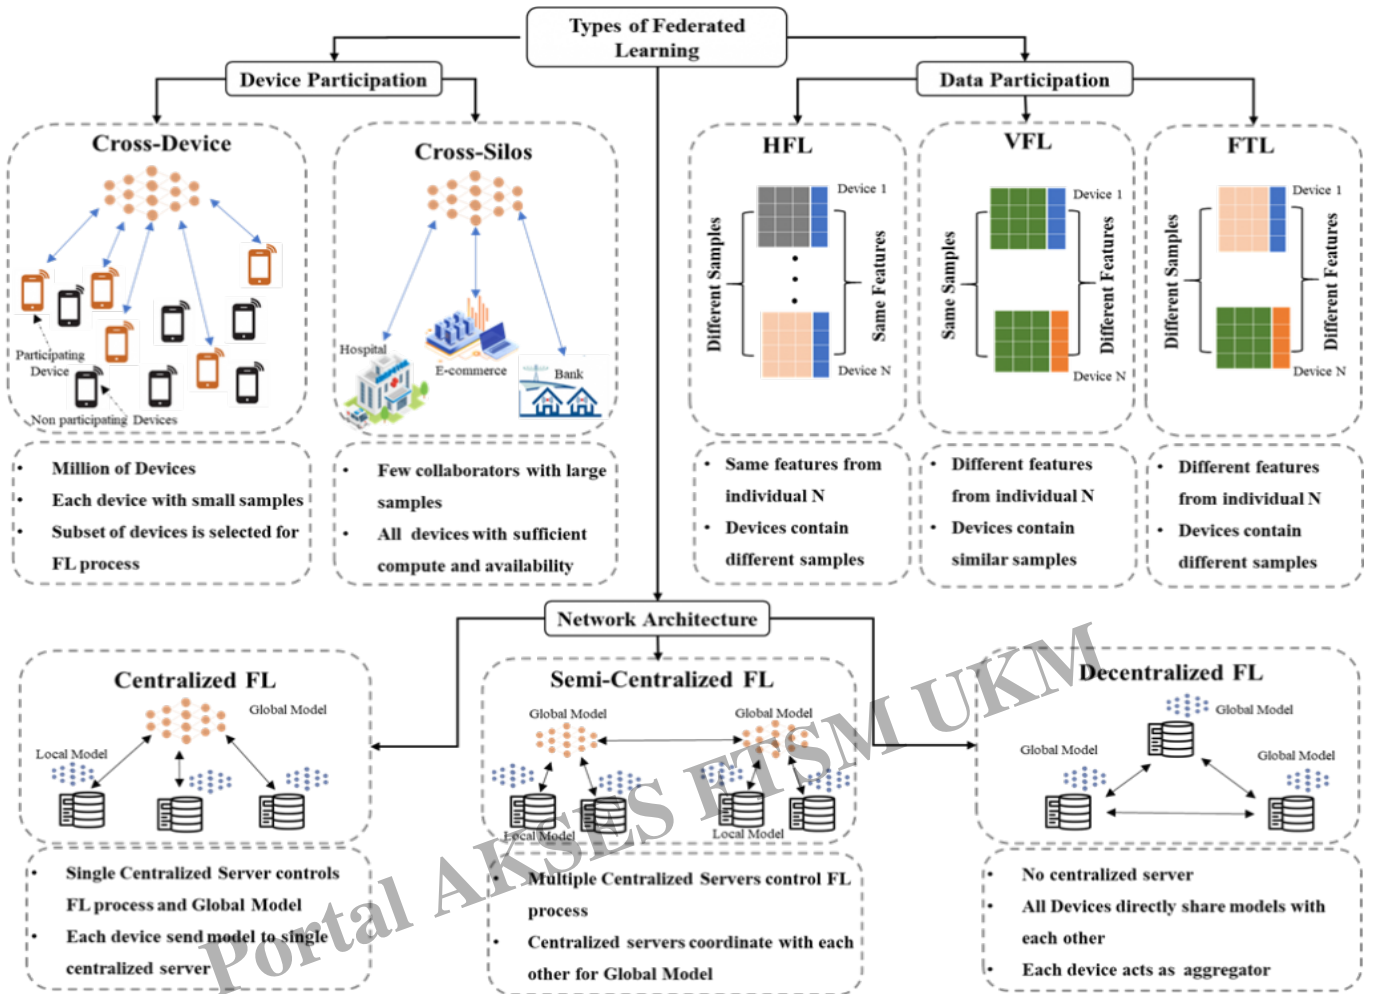 Types of Federated
Learning
Device Participation
Data Participation
Cross-Device
Participating
Device
Non participating Devices
Cross-Silos
Hospital
E-commerce
Bank
HFL
Device 1
Different Samples
Same Features
Device N
VFL
Device 1
Same Samples
Different Features
Device N
FTL
Device 1
Different Samples
Different Features
Device N
• Million of Devices
• Each device with small samples
• Subset of devices is selected for
FL process
• Few collaborators with large
samples
• All devices with sufficient
compute and availability
• Same features from
individual N
• Devices contain
different samples
• Different features
from individual N
• Devices contain
similar samples
• Different features
from individual N
• Devices contain
different samples
Network Architecture
Centralized FL
Global Model
Local Model
Semi-Centralized FL
Global Model
Global Model
Local Model
Local Model
Decentralized FL
Global Model
Global Model
Global Model
• Single Centralized Server controls
FL process and Global Model
• Each device send model to single
centralized server
• Multiple Centralized Servers control FL
process
• Centralized servers coordinate with each
other for Global Model
• No centralized server
• All Devices directly share models with
each other
• Each device acts as aggregator
Portal AKSES FTSM UKM